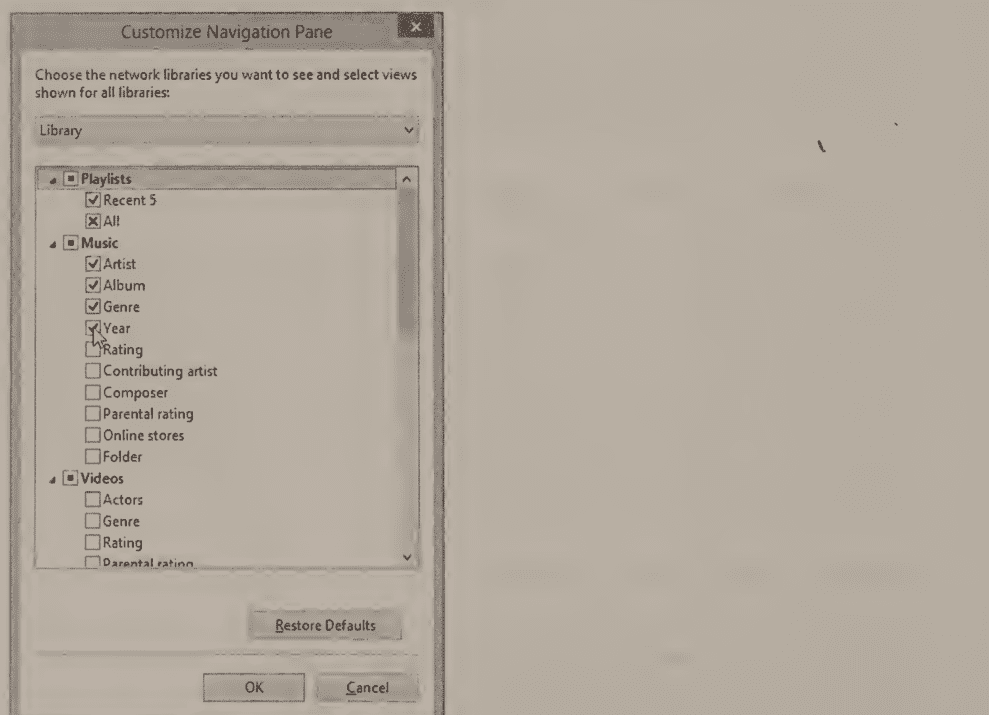 Customize Navigation Pane
Choose the network libraries you want to see and select views
shown for all libraries:
Library
Playlists
Recent 5
All
Music
Artist
Album
Genre
Year
Rating
Contributing artist
Composer
Parental rating
Online stores
Folder
Videos
Actors
Genre
Rating
Parental rating
Restore Defaults
OK
Cancel